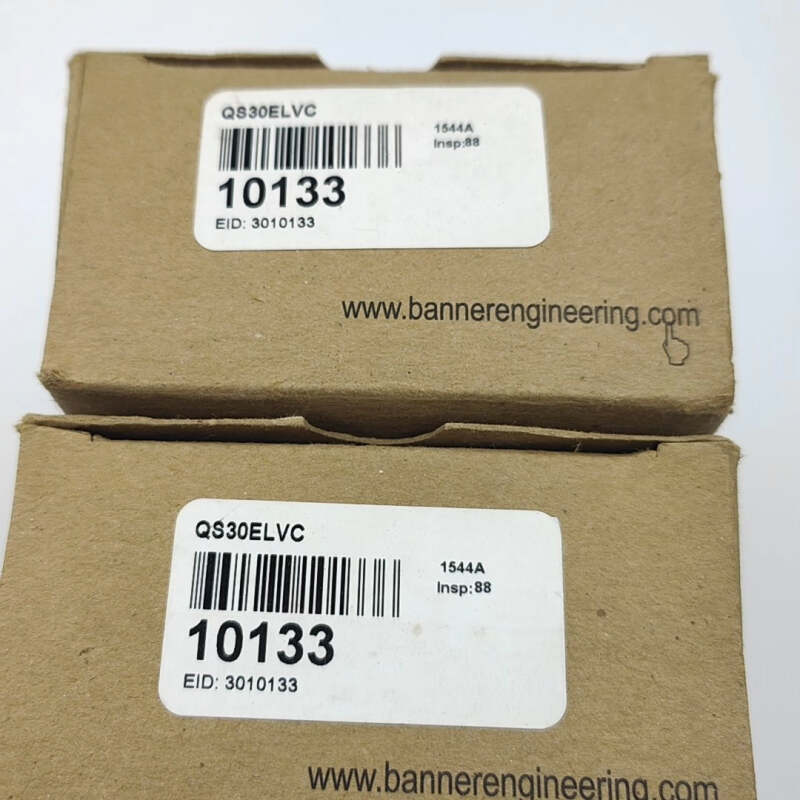 QS30ELVC
1544A
Insp:88
10133
EID: 3010133
www.bannerengineering.com
QS30ELVC
1544A
Insp:88
10133
EID: 3010133
www.bannerengineering.com